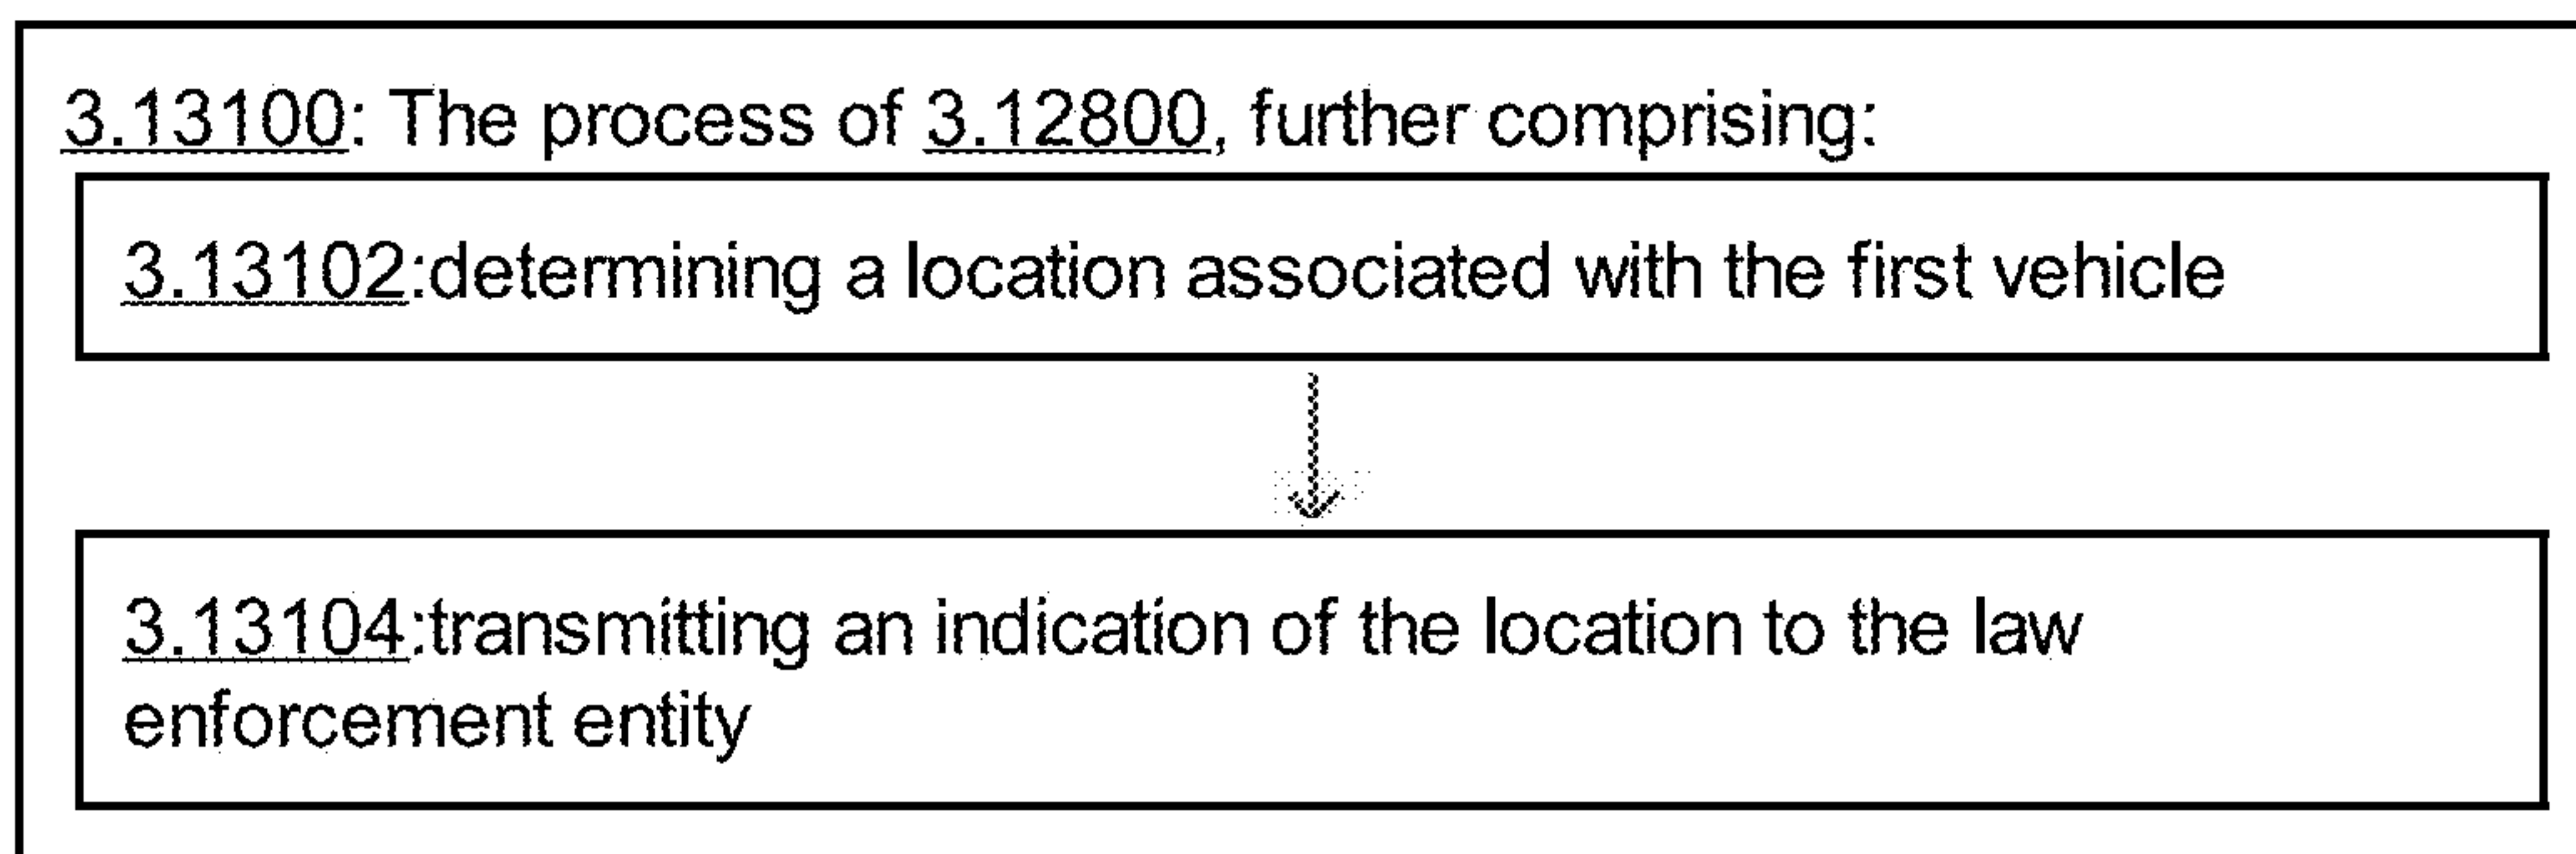 3.13100: The process of 3.12800, further comprising:
3.13102:determining a location associated with the first vehicle
3.13104:transmitting an indication of the location to the law
enforcement entity